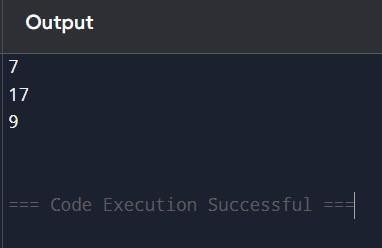 Output
7
17
9
=== Code Execution Successful ===